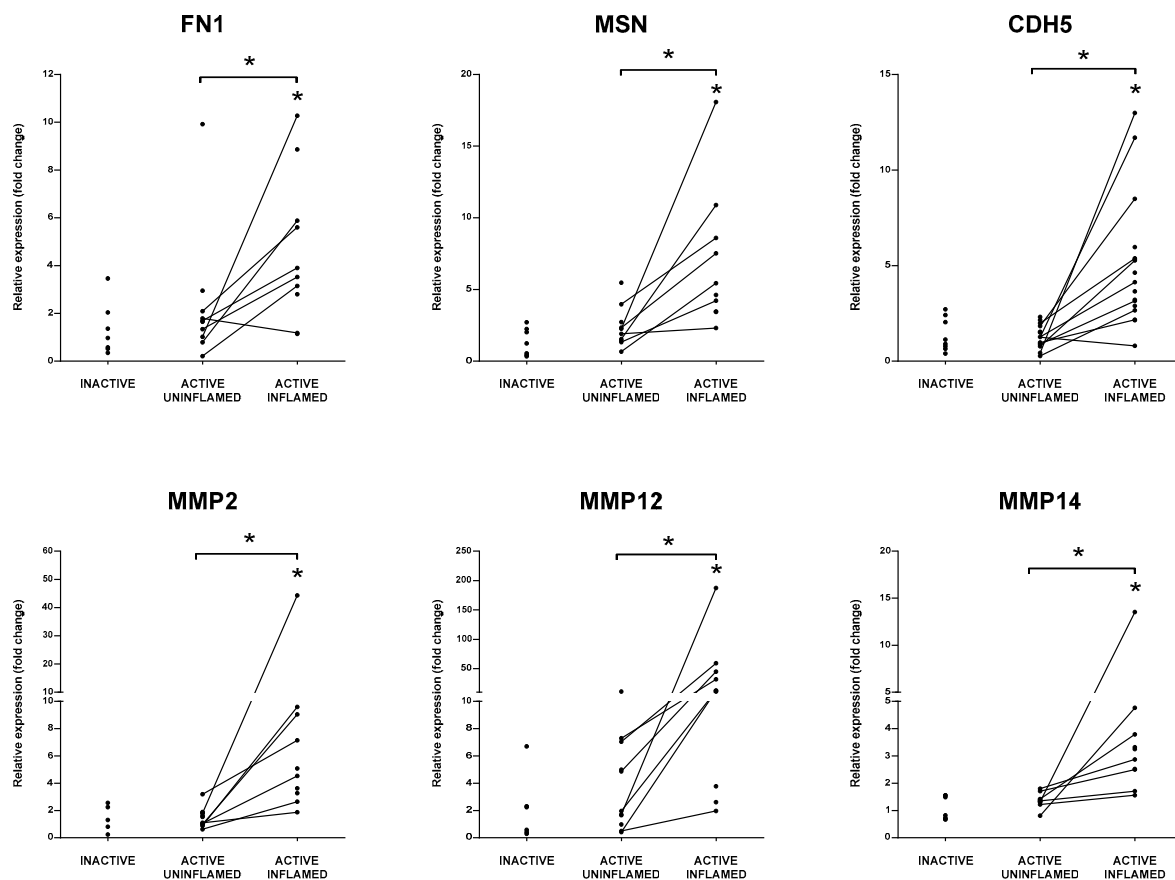 FN1
*
*
Relative expression (fold change)
12
10
8
6
4
2
0
INACTIVE
ACTIVE
UNINFLAMED
ACTIVE
INFLAMED
MSN
*
*
Relative expression (fold change)
20
15
10
5
0
INACTIVE
ACTIVE
UNINFLAMED
ACTIVE
INFLAMED
CDH5
*
*
Relative expression (fold change)
15
10
5
0
INACTIVE
ACTIVE
UNINFLAMED
ACTIVE
INFLAMED
MMP2
*
*
Relative expression (fold change)
60
50
40
30
20
10
10
8
6
4
2
0
INACTIVE
ACTIVE
UNINFLAMED
ACTIVE
INFLAMED
MMP12
*
*
Relative expression (fold change)
250
200
150
100
50
10
8
6
4
2
0
INACTIVE
ACTIVE
UNINFLAMED
ACTIVE
INFLAMED
MMP14
*
*
Relative expression (fold change)
20
15
10
5
5
4
3
2
1
0
INACTIVE
ACTIVE
UNINFLAMED
ACTIVE
INFLAMED